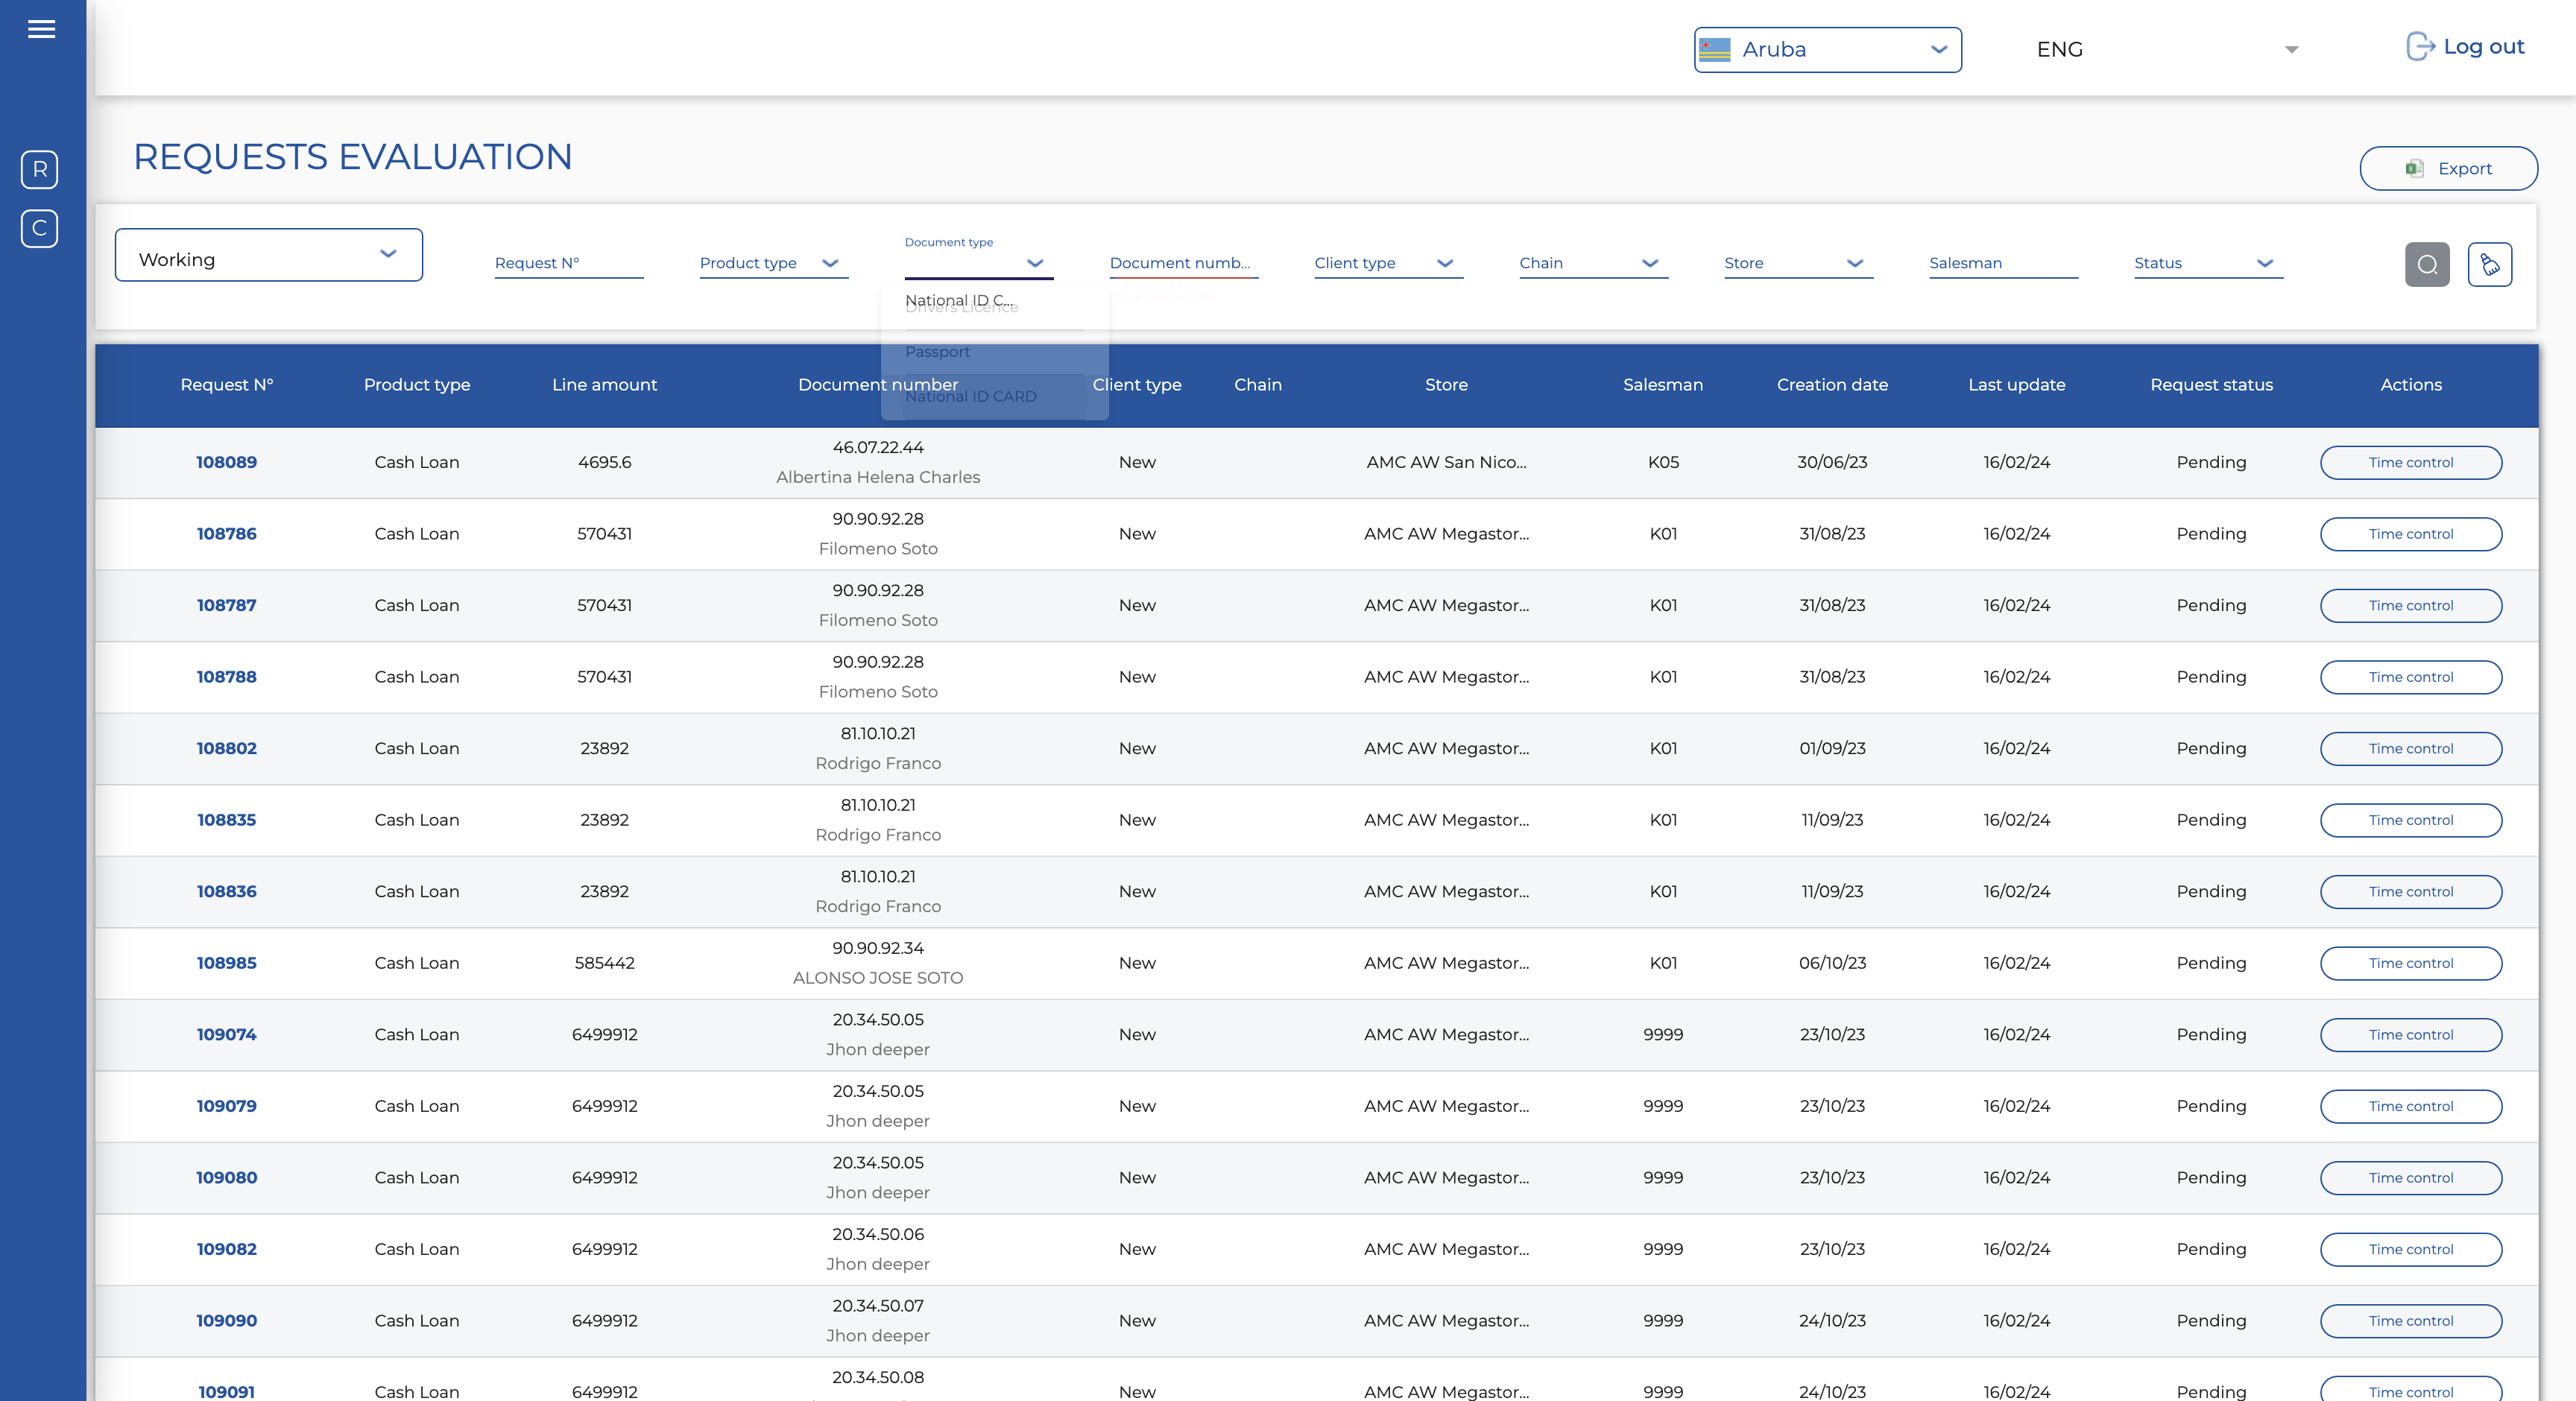 Aruba
ENG
Log out
R
C
REQUESTS EVALUATION
Export
Working
Request N°
Product type
Document type
Document numb...
Client type
Chain
Store
Salesman
Status
National ID C...
Drivers Licence
Passport
National ID CARD
Request N° Product type Line amount Document number Client type Chain Store Salesman Creation date Last update Request status Actions
108089 Cash Loan 4695.6 46.07.22.44 New AMC AW San Nico... K05 30/06/23 16/02/24 Pending Time control
Albertina Helena Charles
108786 Cash Loan 570431 90.90.92.28 New AMC AW Megastor... K01 31/08/23 16/02/24 Pending Time control
Filomeno Soto
108787 Cash Loan 570431 90.90.92.28 New AMC AW Megastor... K01 31/08/23 16/02/24 Pending Time control
Filomeno Soto
108788 Cash Loan 570431 90.90.92.28 New AMC AW Megastor... K01 31/08/23 16/02/24 Pending Time control
Filomeno Soto
108802 Cash Loan 23892 81.10.10.21 New AMC AW Megastor... K01 01/09/23 16/02/24 Pending Time control
Rodrigo Franco
108835 Cash Loan 23892 81.10.10.21 New AMC AW Megastor... K01 11/09/23 16/02/24 Pending Time control
Rodrigo Franco
108836 Cash Loan 23892 81.10.10.21 New AMC AW Megastor... K01 11/09/23 16/02/24 Pending Time control
Rodrigo Franco
108985 Cash Loan 585442 90.90.92.34 New AMC AW Megastor... K01 06/10/23 16/02/24 Pending Time control
ALONSO JOSE SOTO
109074 Cash Loan 6499912 20.34.50.05 New AMC AW Megastor... 9999 23/10/23 16/02/24 Pending Time control
Jhon deeper
109079 Cash Loan 6499912 20.34.50.05 New AMC AW Megastor... 9999 23/10/23 16/02/24 Pending Time control
Jhon deeper
109080 Cash Loan 6499912 20.34.50.05 New AMC AW Megastor... 9999 23/10/23 16/02/24 Pending Time control
Jhon deeper
109082 Cash Loan 6499912 20.34.50.06 New AMC AW Megastor... 9999 23/10/23 16/02/24 Pending Time control
Jhon deeper
109090 Cash Loan 6499912 20.34.50.07 New AMC AW Megastor... 9999 24/10/23 16/02/24 Pending Time control
Jhon deeper
109091 Cash Loan 6499912 20.34.50.08 New AMC AW Megastor... 9999 24/10/23 16/02/24 Pending Time control